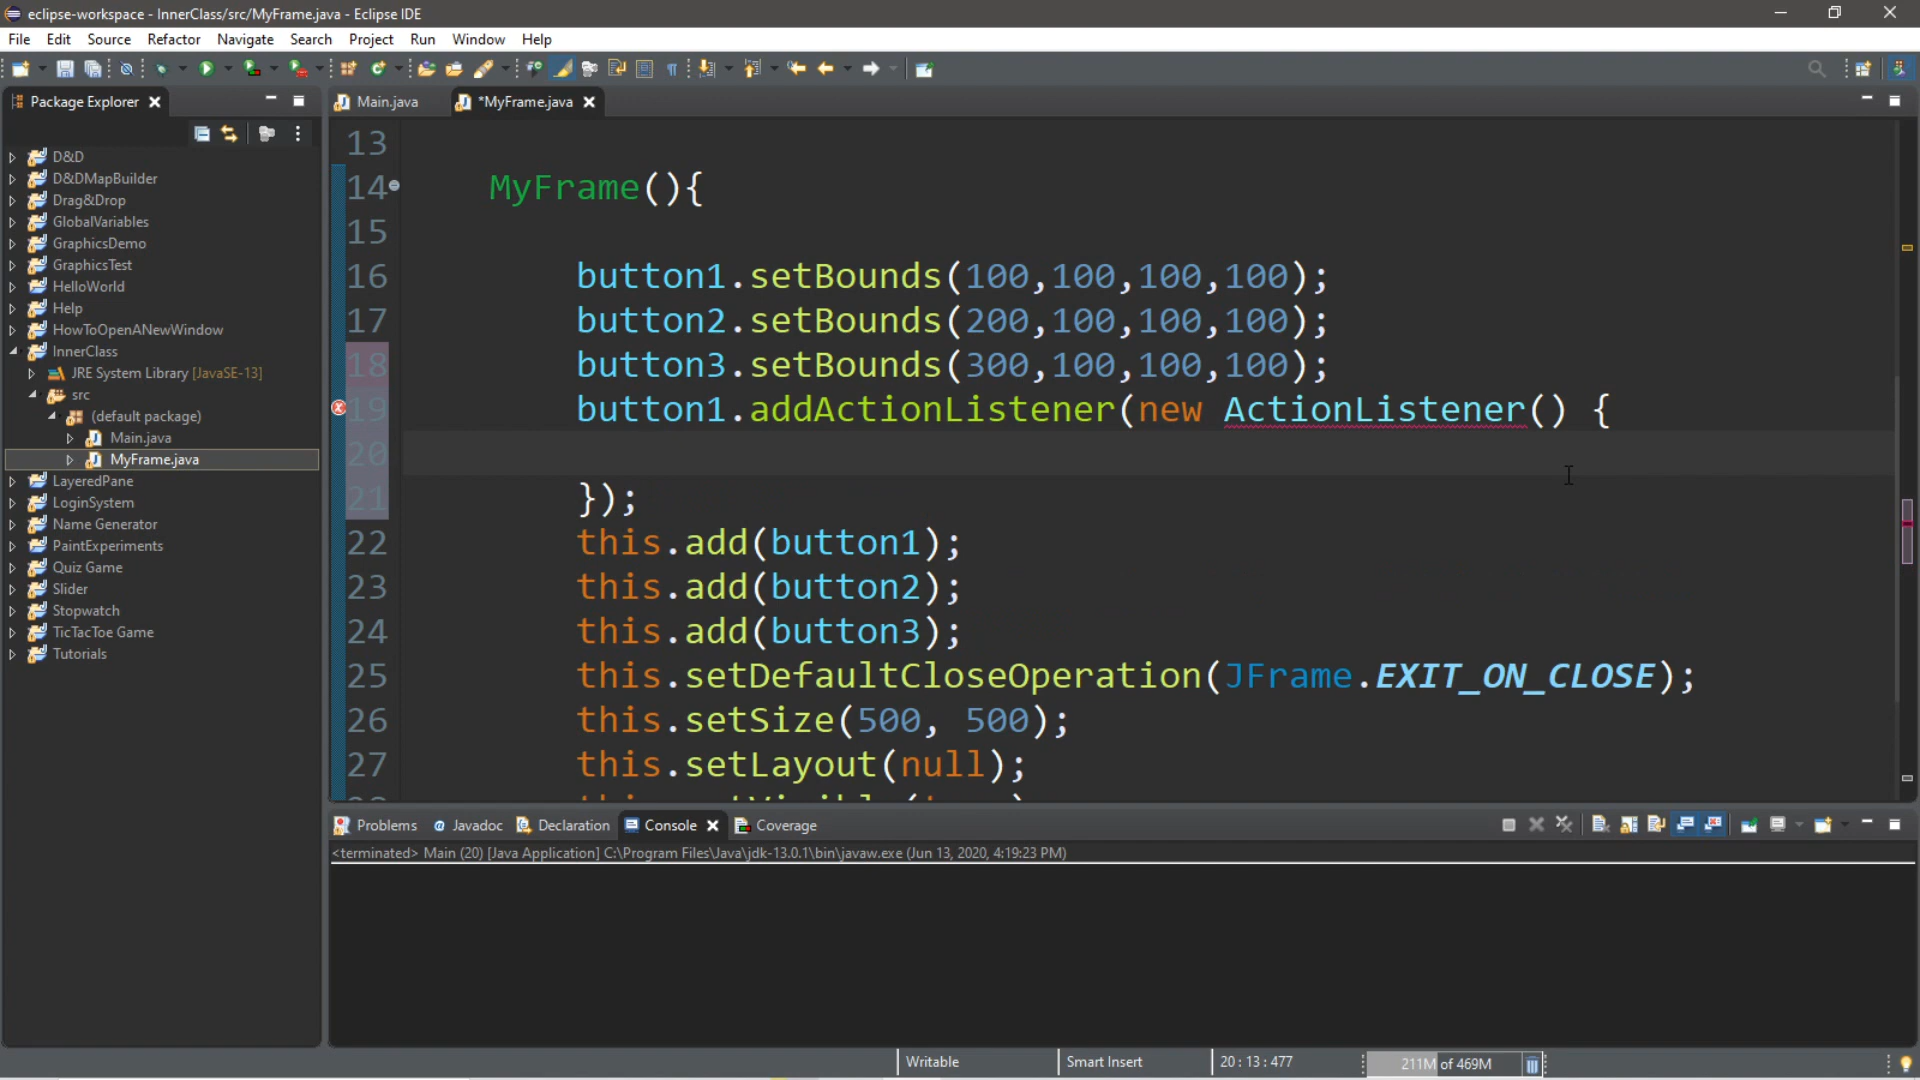 eclipse-workspace - InnerClass/src/MyFrame.java - Eclipse IDE
File Edit Source Refactor Navigate Search Project Run Window Help
Package Explorer
D&D
D&DMapBuilder
Drag&Drop
GlobalVariables
GraphicsDemo
GraphicsTest
HelloWorld
Help
HowToOpenANewWindow
InnerClass
JRE System Library [JavaSE-13]
src
(default package)
Main.java
MyFrame.java
LayeredPane
LoginSystem
Name Generator
PaintExperiments
Quiz Game
Slider
Stopwatch
TicTacToe Game
Tutorials
Main.java *MyFrame.java
13
14 MyFrame(){
15
16 button1.setBounds(100,100,100,100);
17 button2.setBounds(200,100,100,100);
18 button3.setBounds(300,100,100,100);
19 button1.addActionListener(new ActionListener() {
20
21 });
22 this.add(button1);
23 this.add(button2);
24 this.add(button3);
25 this.setDefaultCloseOperation(JFrame.EXIT_ON_CLOSE);
26 this.setSize(500, 500);
27 this.setLayout(null);
Problems Javadoc Declaration Console Coverage
<terminated> Main (20) [Java Application] C:\Program Files\Java\jdk-13.0.1\bin\javaw.exe (Jun 13, 2020, 4:19:23 PM)
Writable Smart Insert 20 : 13 : 477 211M of 469M